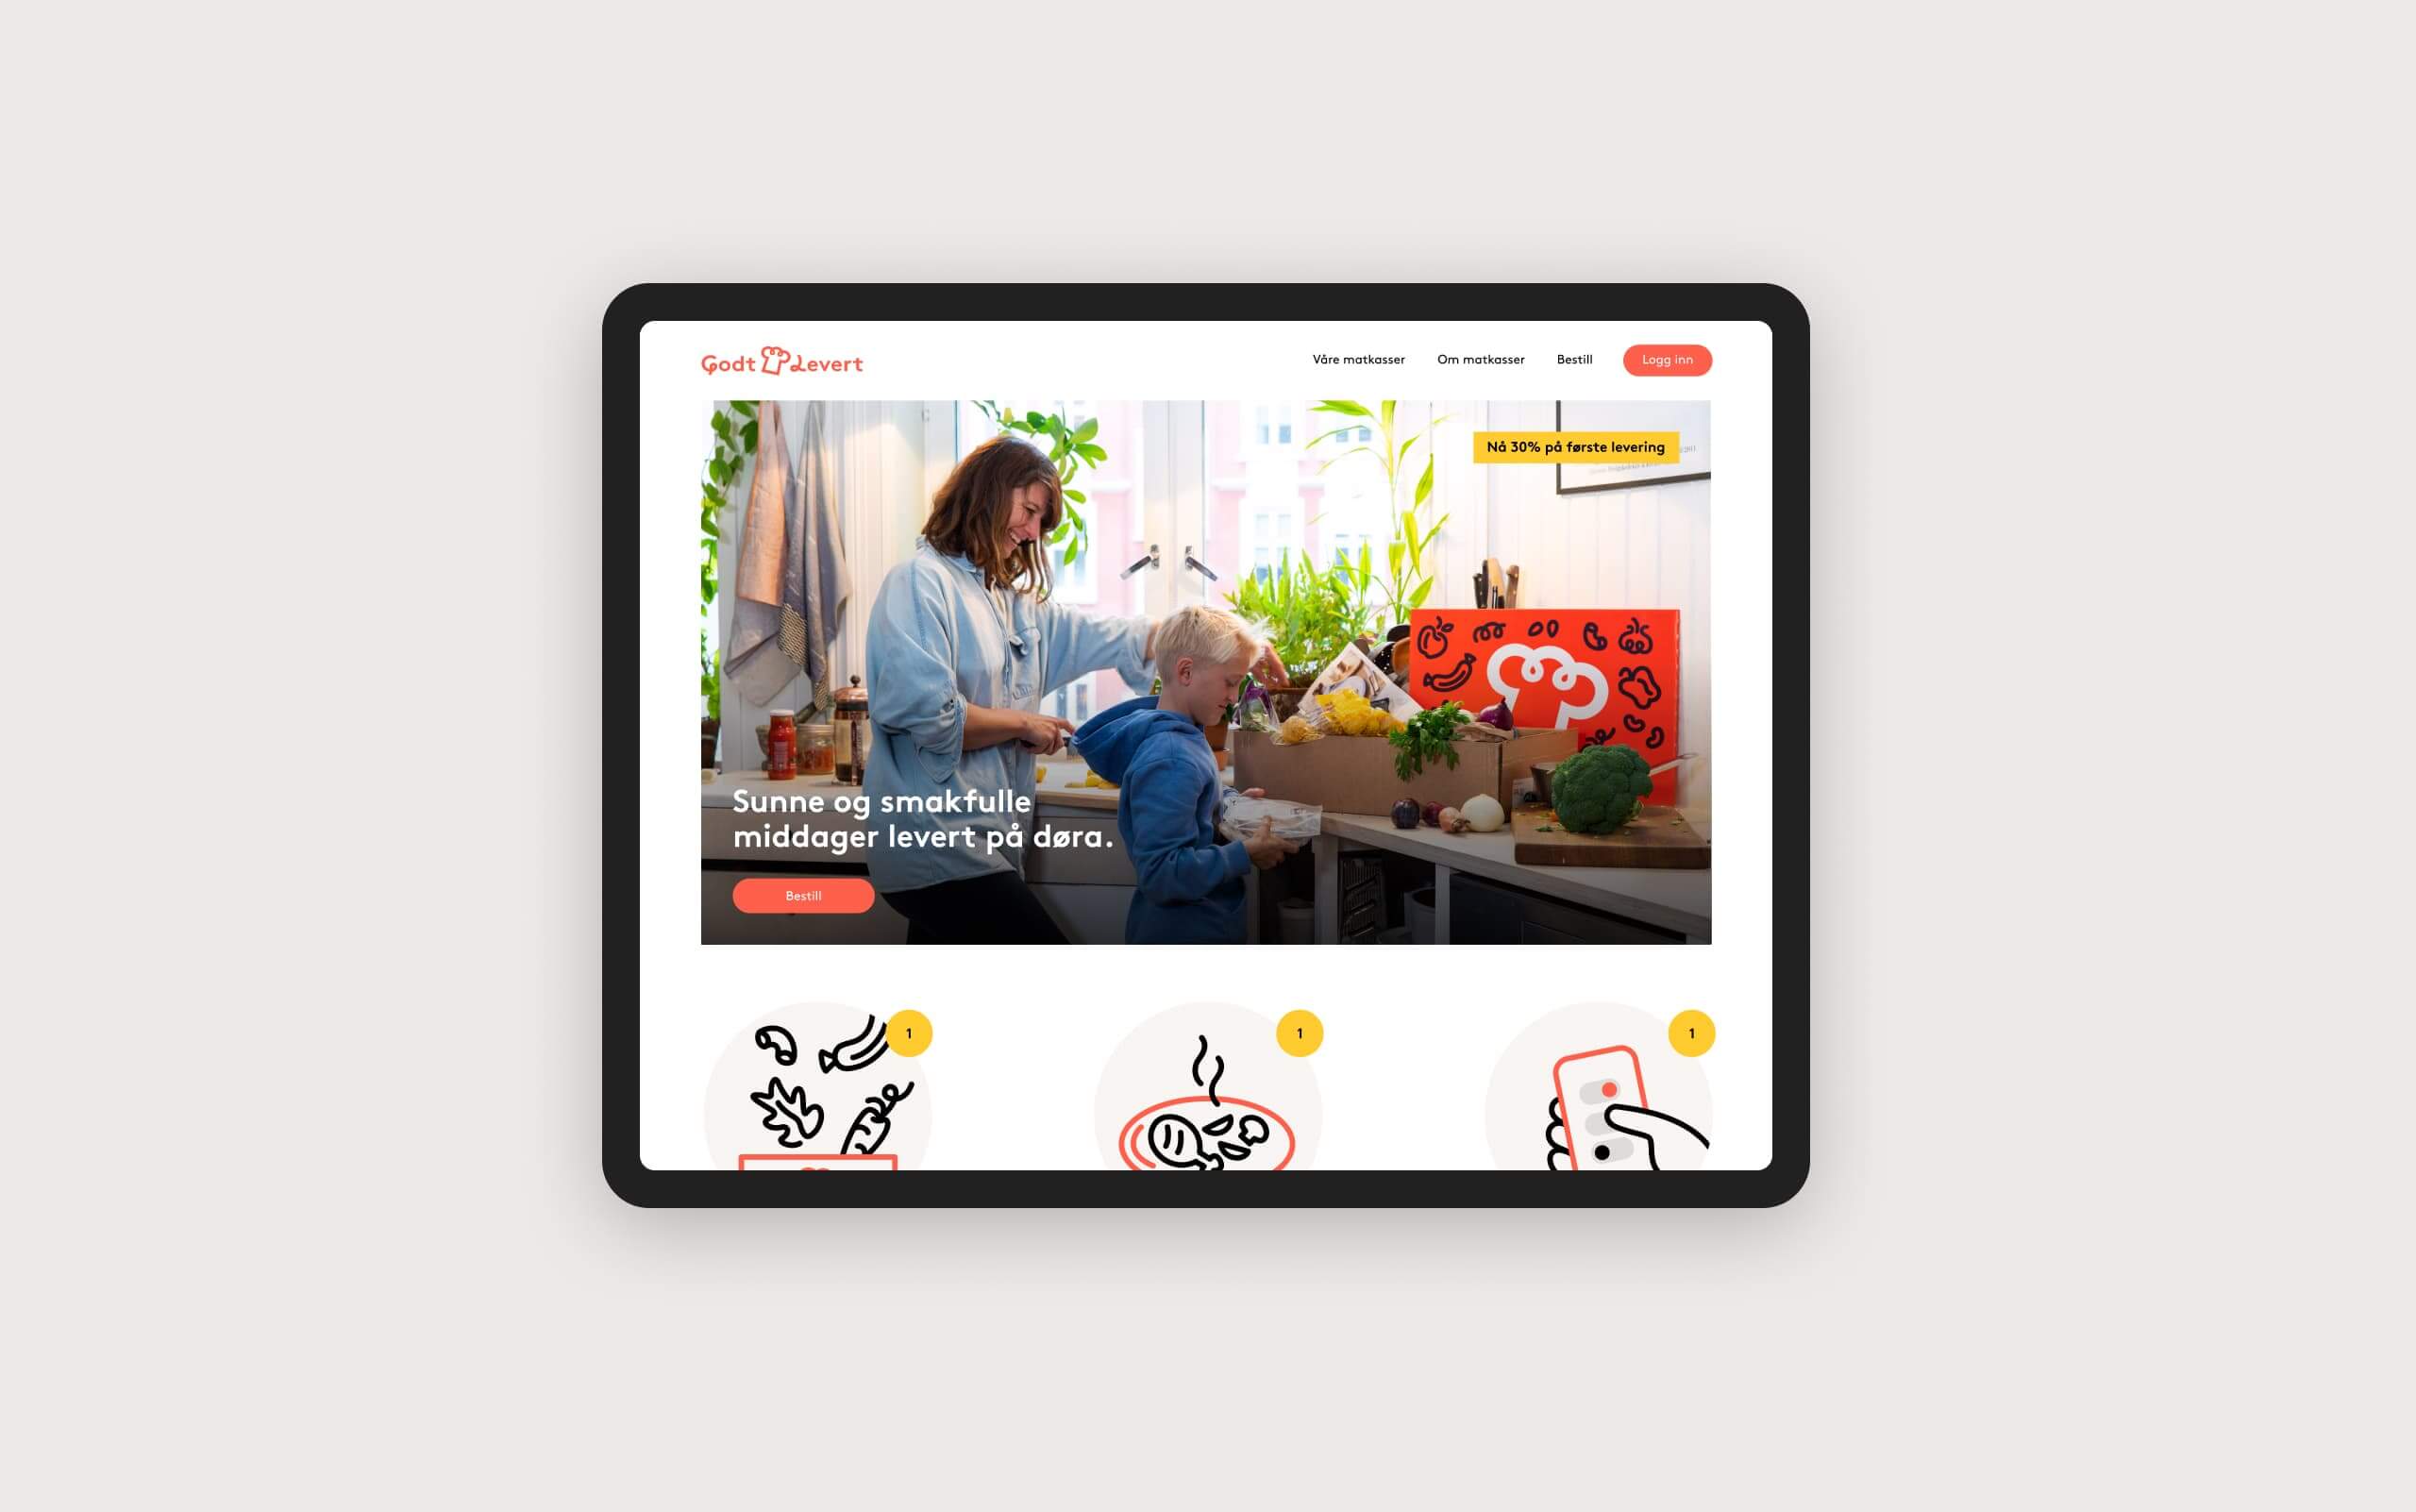 Godt Levert
Våre matkasser
Om matkasser
Bestill
Logg inn
Nå 30% på første levering
Sunne og smakfulle
middager levert på døra.
Bestill
1
1
1